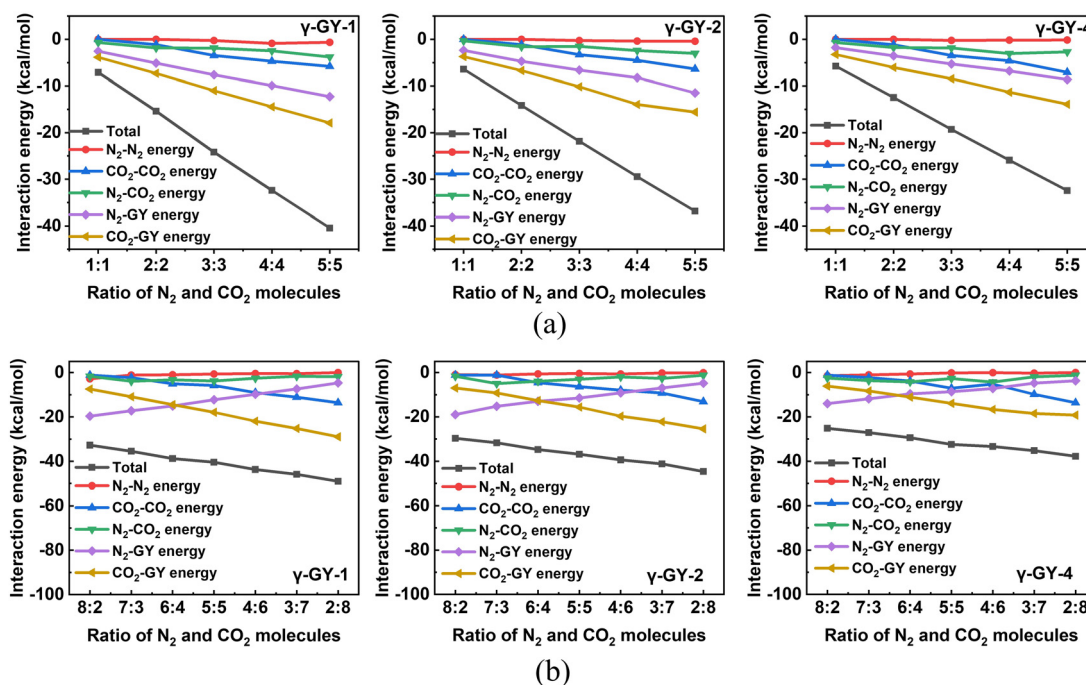 γ-GY-1
Interaction energy (kcal/mol)
0
-10
-20
-30
-40
Total
N₂-N₂ energy
CO₂-CO₂ energy
N₂-CO₂ energy
N₂-GY energy
CO₂-GY energy
1:1 2:2 3:3 4:4 5:5
Ratio of N₂ and CO₂ molecules
γ-GY-2
Interaction energy (kcal/mol)
0
-10
-20
-30
-40
Total
N₂-N₂ energy
CO₂-CO₂ energy
N₂-CO₂ energy
N₂-GY energy
CO₂-GY energy
1:1 2:2 3:3 4:4 5:5
Ratio of N₂ and CO₂ molecules
γ-GY-4
Interaction energy (kcal/mol)
0
-10
-20
-30
-40
Total
N₂-N₂ energy
CO₂-CO₂ energy
N₂-CO₂ energy
N₂-GY energy
CO₂-GY energy
1:1 2:2 3:3 4:4 5:5
Ratio of N₂ and CO₂ molecules
(a)
Interaction energy (kcal/mol)
0
-20
-40
-60
-80
-100
Total
N₂-N₂ energy
CO₂-CO₂ energy
N₂-CO₂ energy
N₂-GY energy
CO₂-GY energy
γ-GY-1
8:2 7:3 6:4 5:5 4:6 3:7 2:8
Ratio of N₂ and CO₂ molecules
Interaction energy (kcal/mol)
0
-20
-40
-60
-80
-100
Total
N₂-N₂ energy
CO₂-CO₂ energy
N₂-CO₂ energy
N₂-GY energy
CO₂-GY energy
γ-GY-2
8:2 7:3 6:4 5:5 4:6 3:7 2:8
Ratio of N₂ and CO₂ molecules
Interaction energy (kcal/mol)
0
-20
-40
-60
-80
-100
Total
N₂-N₂ energy
CO₂-CO₂ energy
N₂-CO₂ energy
N₂-GY energy
CO₂-GY energy
γ-GY-4
8:2 7:3 6:4 5:5 4:6 3:7 2:8
Ratio of N₂ and CO₂ molecules
(b)